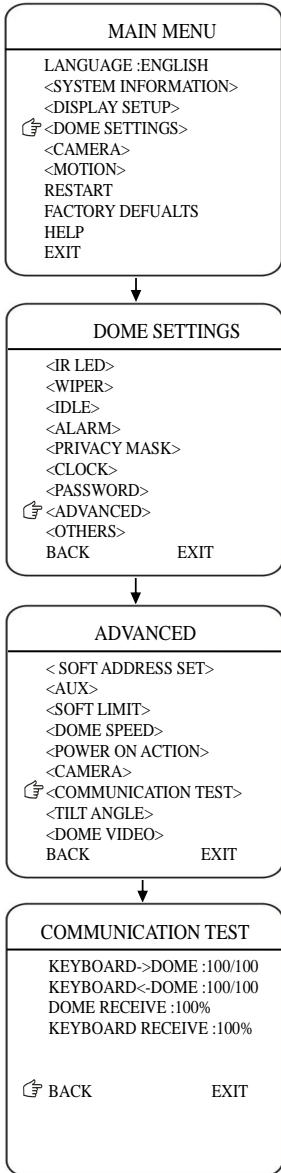 MAIN MENU
LANGUAGE :ENGLISH
<SYSTEM INFORMATION>
<DISPLAY SETUP>
<DOME SETTINGS>
<CAMERA>
<MOTION>
RESTART
FACTORY DEFUALTS
HELP
EXIT
DOME SETTINGS
<IR LED>
<WIPER>
<IDLE>
<ALARM>
<PRIVACY MASK>
<CLOCK>
<PASSWORD>
<ADVANCED>
<OTHERS>
BACK EXIT
ADVANCED
< SOFT ADDRESS SET>
<AUX>
<SOFT LIMIT>
<DOME SPEED>
<POWER ON ACTION>
<CAMERA>
<COMMUNICATION TEST>
<TILT ANGLE>
<DOME VIDEO>
BACK EXIT
COMMUNICATION TEST
KEYBOARD->DOME :100/100
KEYBOARD<-DOME :100/100
DOME RECEIVE :100%
KEYBOARD RECEIVE :100%
BACK EXIT